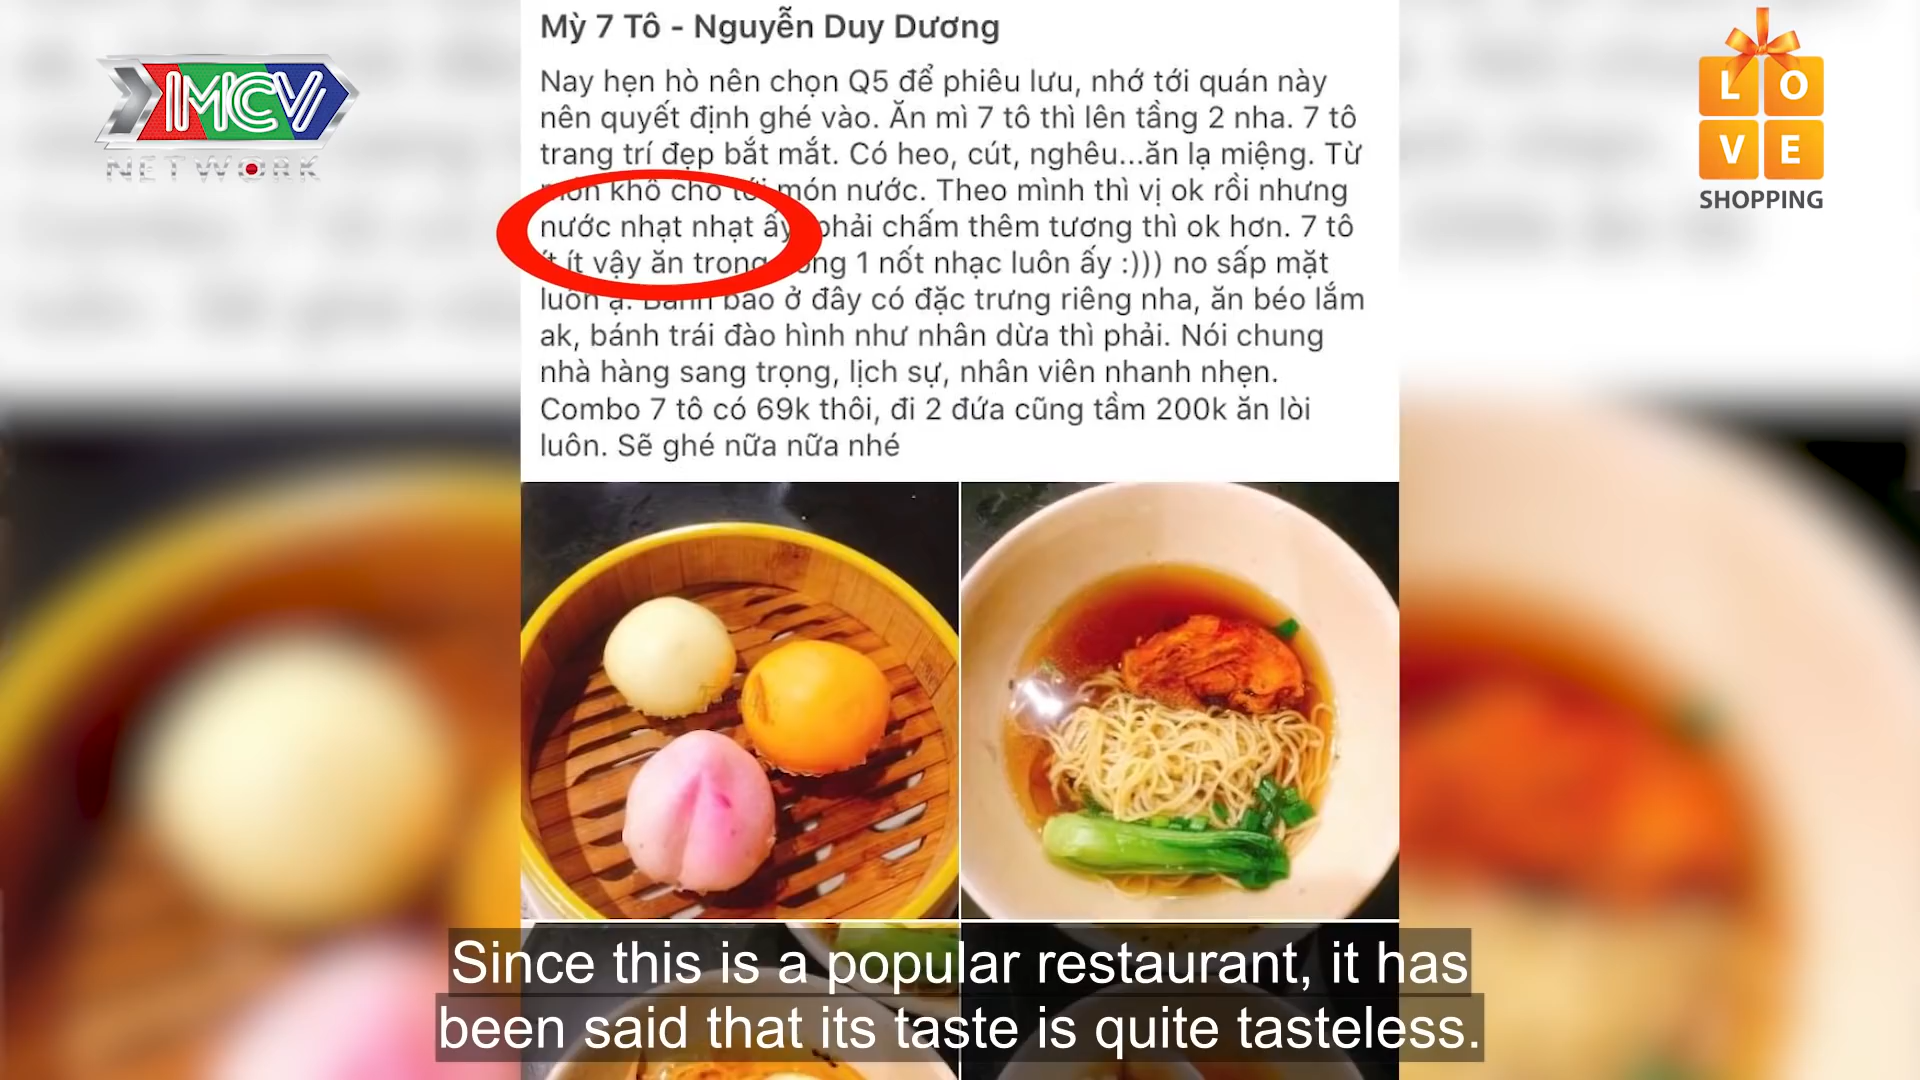 Mỳ 7 Tô - Nguyễn Duy Dương
Nay hẹn hò nên chọn Q5 để phiêu lưu, nhớ tới quán này
nên quyết định ghé vào. Ăn mì 7 tô thì lên tầng 2 nha. 7 tô
trang trí đẹp bắt mắt. Có heo, cút, nghêu...ăn lạ miệng. Từ
món khô cho tới món nước. Theo mình thì vị ok rồi nhưng
nước nhạt nhạt ấy phải chấm thêm tương thì ok hơn. 7 tô
ít ít vậy ăn trong 1 nốt nhạc luôn ấy :))) no sấp mặt
luôn ạ. Bánh bao ở đây có đặc trưng riêng nha, ăn béo lắm
ak, bánh trái đào hình như nhân dừa thì phải. Nói chung
nhà hàng sang trọng, lịch sự, nhân viên nhanh nhẹn.
Combo 7 tô có 69k thôi, đi 2 đứa cũng tầm 200k ăn lòi
luôn. Sẽ ghé nữa nữa nhé
MCV
NETWORK
LOVE
SHOPPING
Since this is a popular restaurant, it has
been said that its taste is quite tasteless.